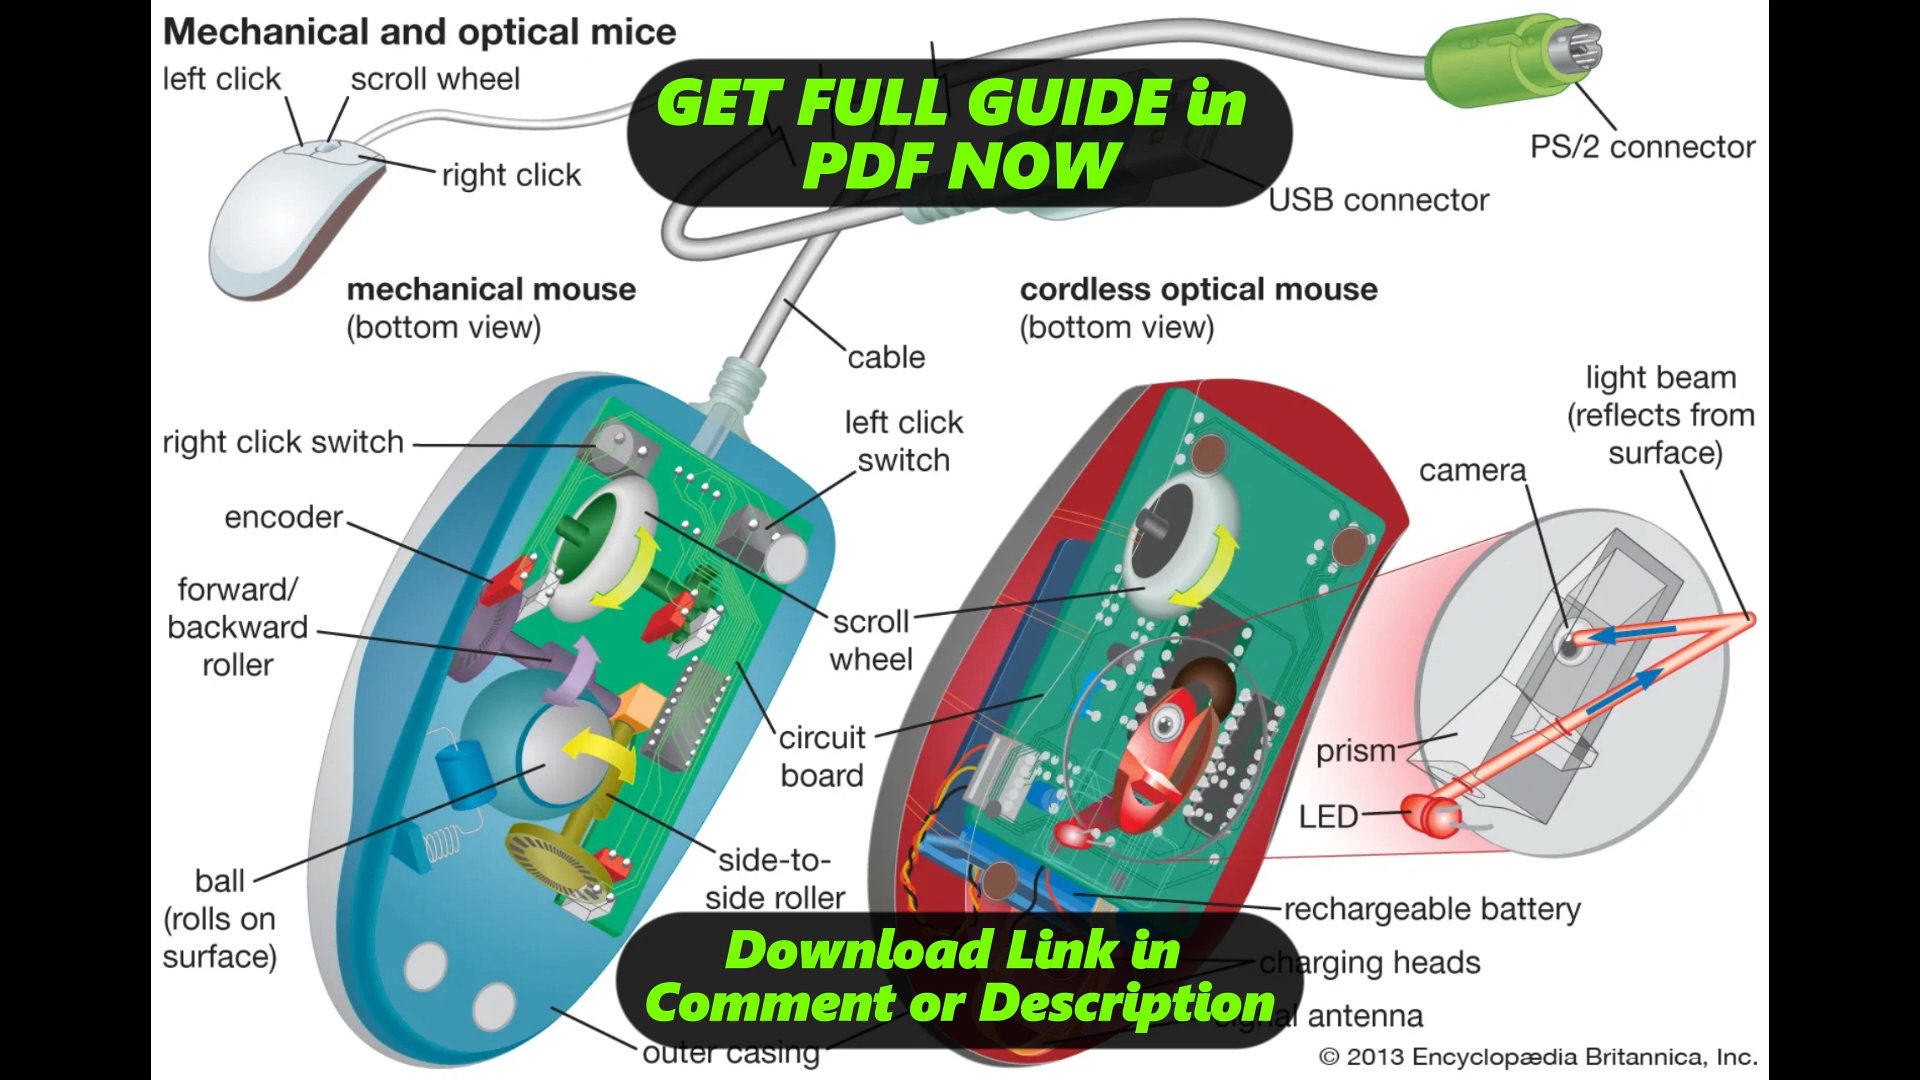 Mechanical and optical mice
left click
scroll wheel
right click
GET FULL GUIDE in
PDF NOW
PS/2 connector
USB connector
mechanical mouse
(bottom view)
cordless optical mouse
(bottom view)
cable
light beam
(reflects from
surface)
right click switch
left click
switch
camera
encoder
forward/
backward
roller
scroll
wheel
circuit
board
prism
LED
ball
(rolls on
surface)
side-to-
side roller
rechargeable battery
Download Link in
Comment or Description
charging heads
signal antenna
outer casing
© 2013 Encyclopædia Britannica, Inc.